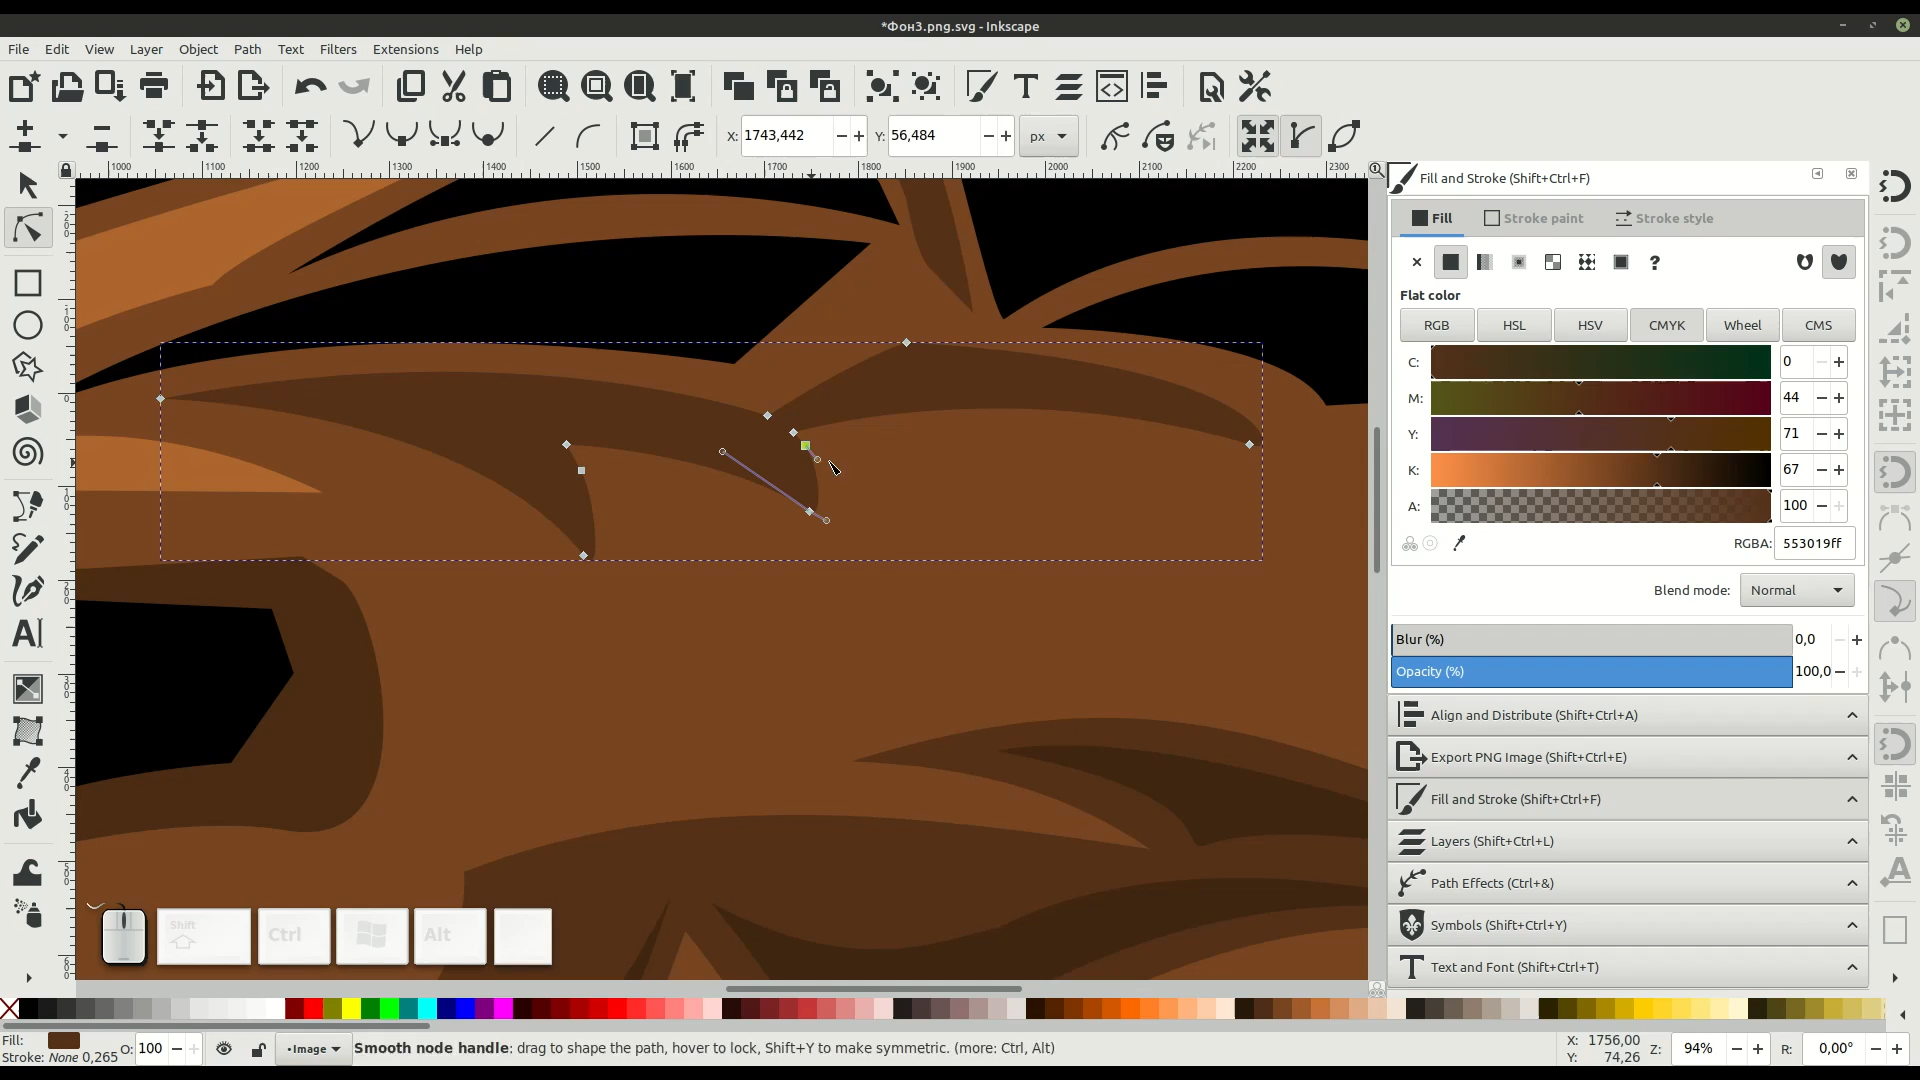 *Фон3.png.svg - Inkscape
File Edit View Layer Object Path Text Filters Extensions Help
X: 1743,442 Y: 56,484 px
1000 1100 1200 1300 1400 1500 1600 1700 1800 1900 2000 2100 2200 2300
Fill and Stroke (Shift+Ctrl+F)
Fill Stroke paint Stroke style
Flat color
RGB HSL HSV CMYK Wheel CMS
C: 0
M: 44
Y: 71
K: 67
A: 100
RGBA: 553019ff
Blend mode: Normal
Blur (%) 0,0
Opacity (%) 100,0
Align and Distribute (Shift+Ctrl+A)
Export PNG Image (Shift+Ctrl+E)
Fill and Stroke (Shift+Ctrl+F)
Layers (Shift+Ctrl+L)
Path Effects (Ctrl+&)
Symbols (Shift+Ctrl+Y)
Text and Font (Shift+Ctrl+T)
Shift Ctrl Alt
Fill:
Stroke: None 0,265 O: 100 •Image Smooth node handle: drag to shape the path, hover to lock, Shift+Y to make symmetric. (more: Ctrl, Alt)
X: 1756,00
Y: 74,26
Z: 94% R: 0,00°